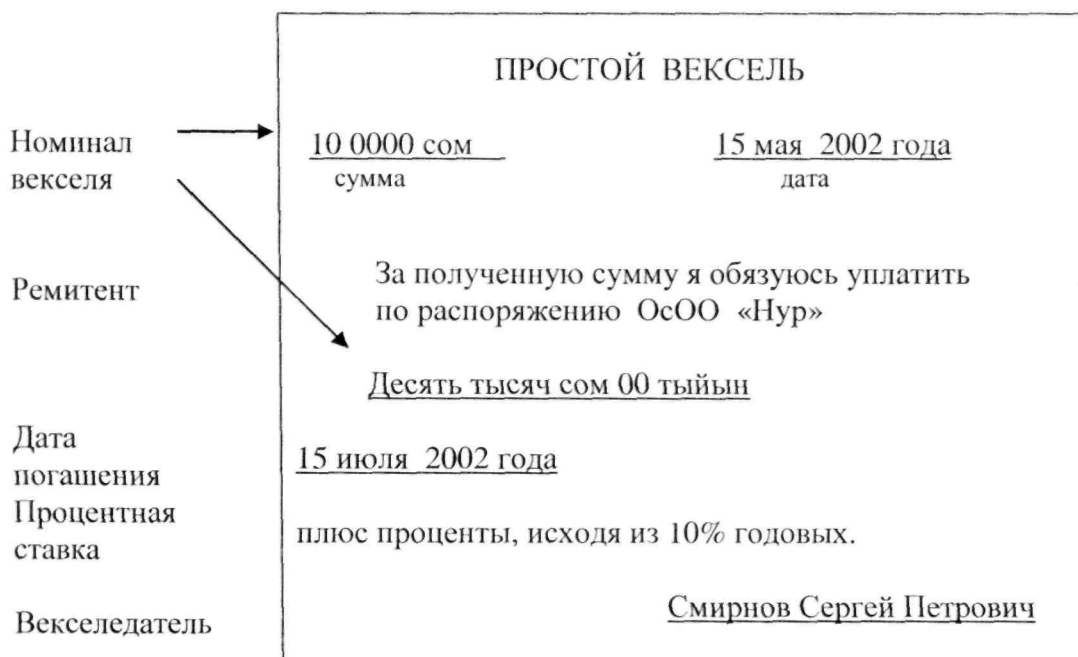 ПРОСТОЙ ВЕКСЕЛЬ
Номинал
векселя
10 0000 сом
сумма
15 мая 2002 года
дата
Ремитент
За полученную сумму я обязуюсь уплатить
по распоряжению ОсОО «Нур»
Десять тысяч сом 00 тыйын
Дата
погашения
15 июля 2002 года
Процентная
ставка
плюс проценты, исходя из 10% годовых.
Векселедатель
Смирнов Сергей Петрович